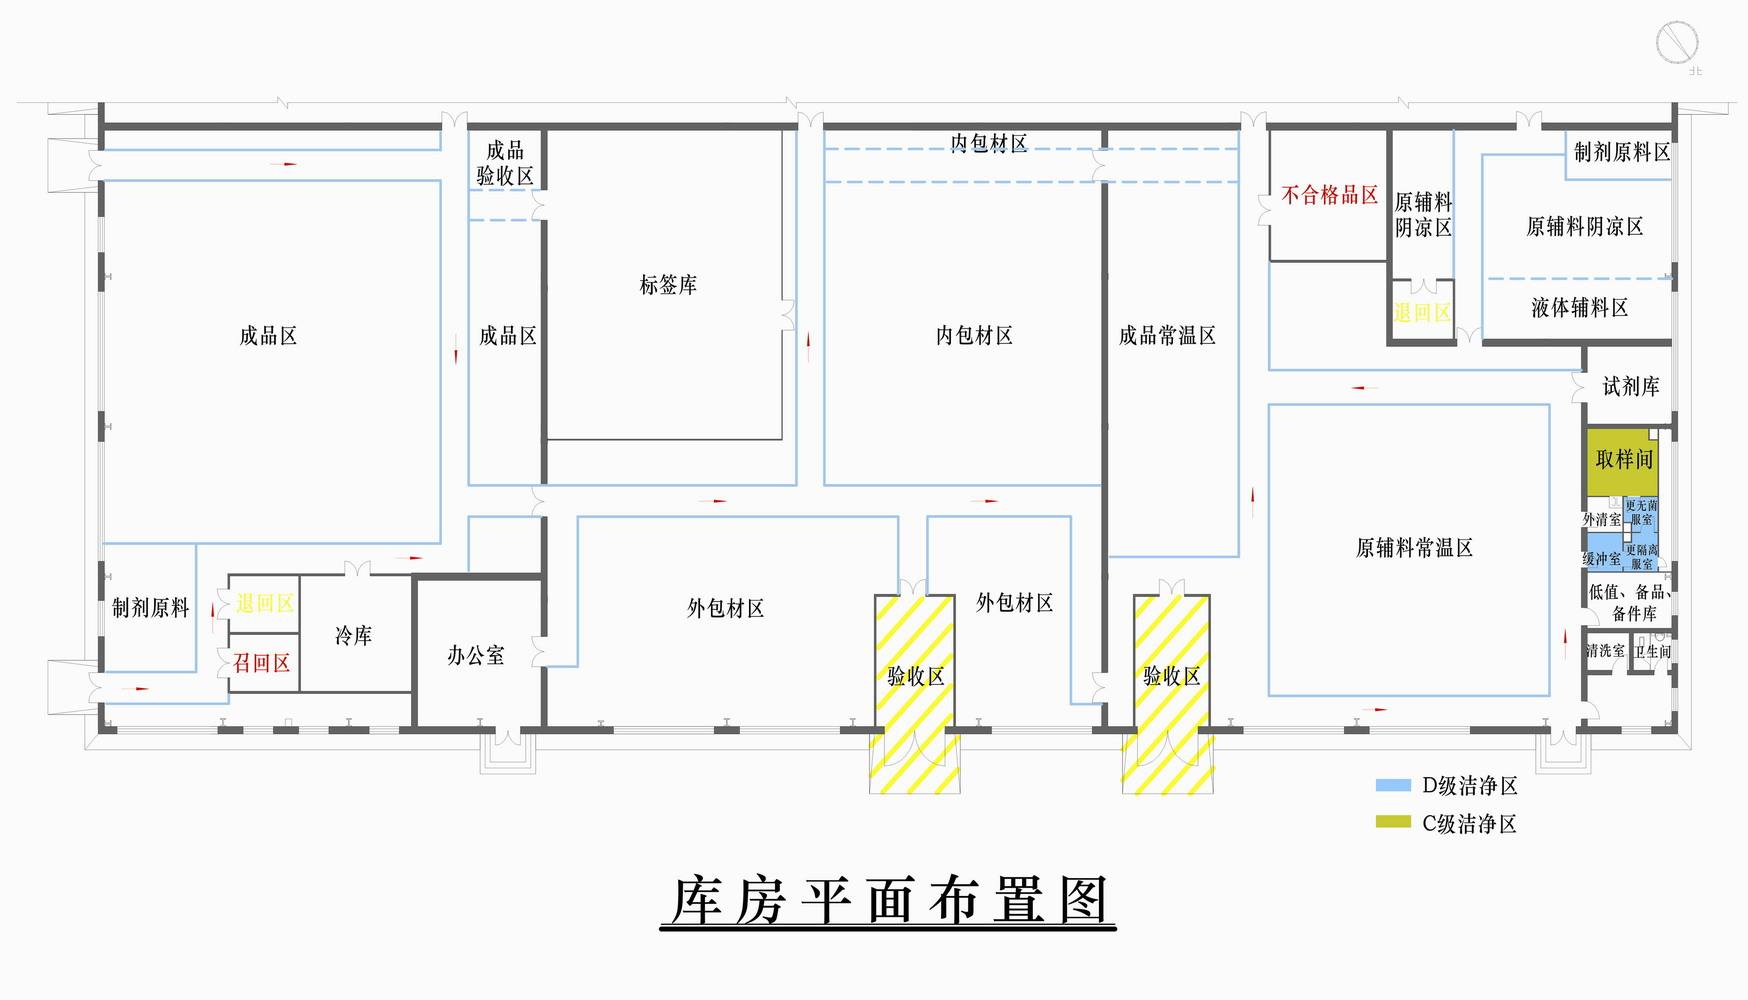 北
成品
验收区
内包材区
制剂原料区
不合格品区
原辅料
阴凉区
原辅料阴凉区
标签库
液体辅料区
退回区
成品区
成品区
内包材区
成品常温区
试剂库
取样间
外清室
更无菌
服室
缓冲室
更隔离
服室
原辅料常温区
低值、备品、
备件库
制剂原料
退回区
冷库
召回区
办公室
外包材区
外包材区
验收区
验收区
清洗室
卫生间
D级洁净区
C级洁净区
库房平面布置图